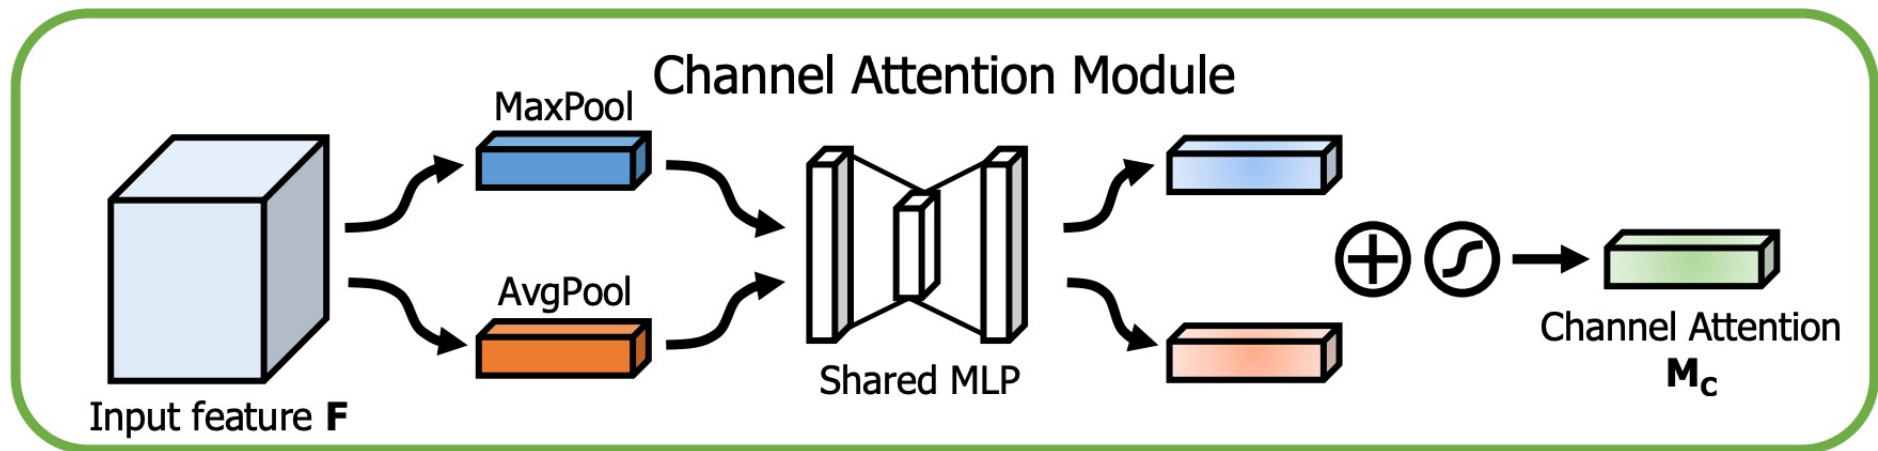 Channel Attention Module
MaxPool
AvgPool
Shared MLP
Input feature F
Channel Attention
Mc